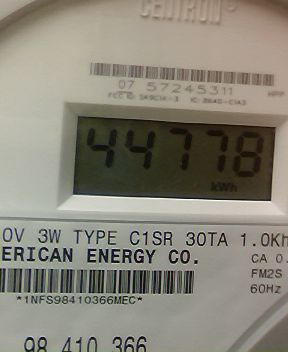 CENTRON®
07 57245311
44778
kWh
0V 3W TYPE C1SR 30TA 1.0Kh
ERICAN ENERGY CO.
CA 0.
FM2S
60Hz
*1NFS98410366MEC*
98 410 366